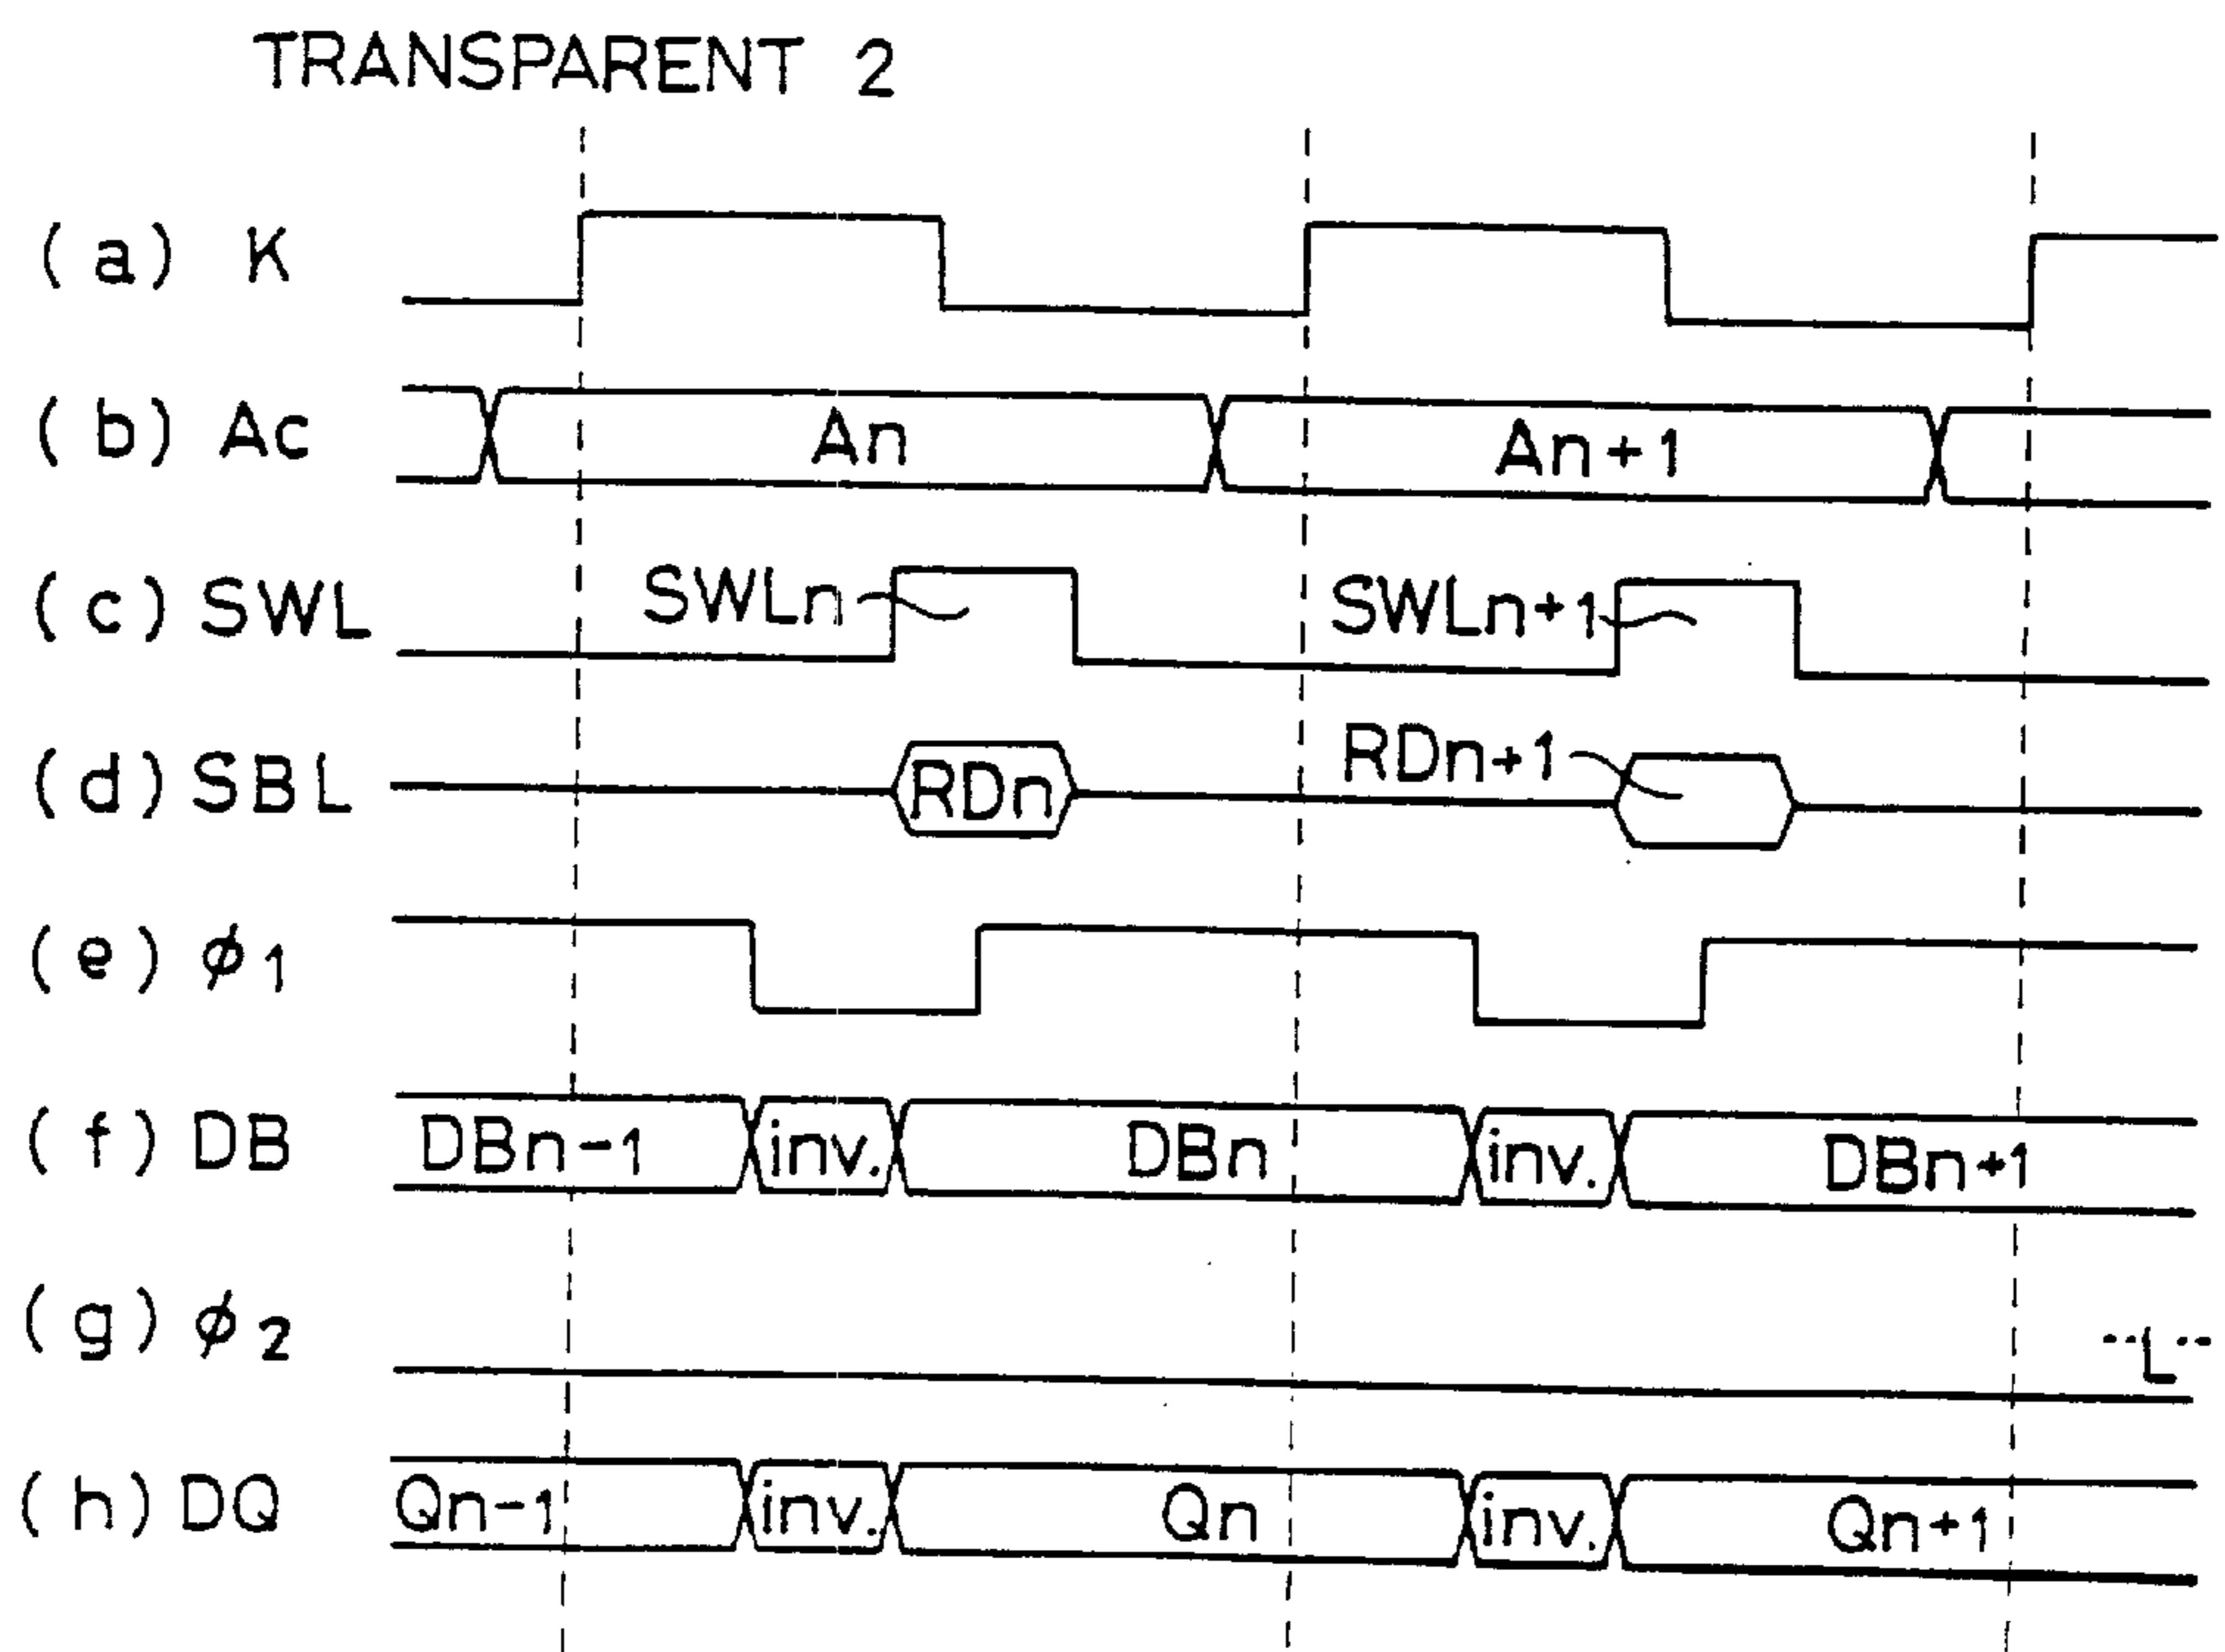 TRANSPARENT 2
(a) K
(b) Ac An An+1
(c) SWL SWLn SWLn+1
(d) SBL RDn RDn+1
(e) ϕ1
(f) DB DBn-1 inv. DBn inv. DBn+1
(g) ϕ2 "L"
(h) DQ Qn-1 inv. Qn inv. Qn+1